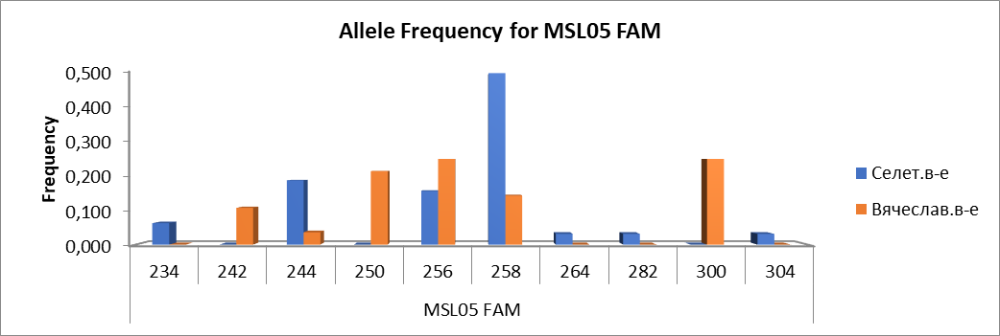 Allele Frequency for MSL05 FAM
Frequency
0,500
0,400
0,300
0,200
0,100
0,000
234 242 244 250 256 258 264 282 300 304
MSL05 FAM
Селет.в-е
Вячеслав.в-е